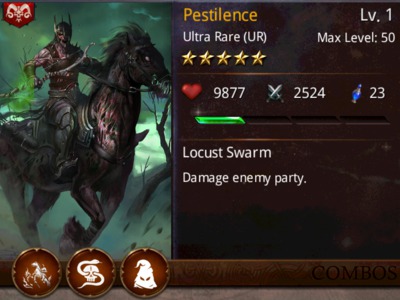 Pestilence Lv. 1
Ultra Rare (UR) Max Level: 50
9877 2524 23
Locust Swarm
Damage enemy party.
COMBOS